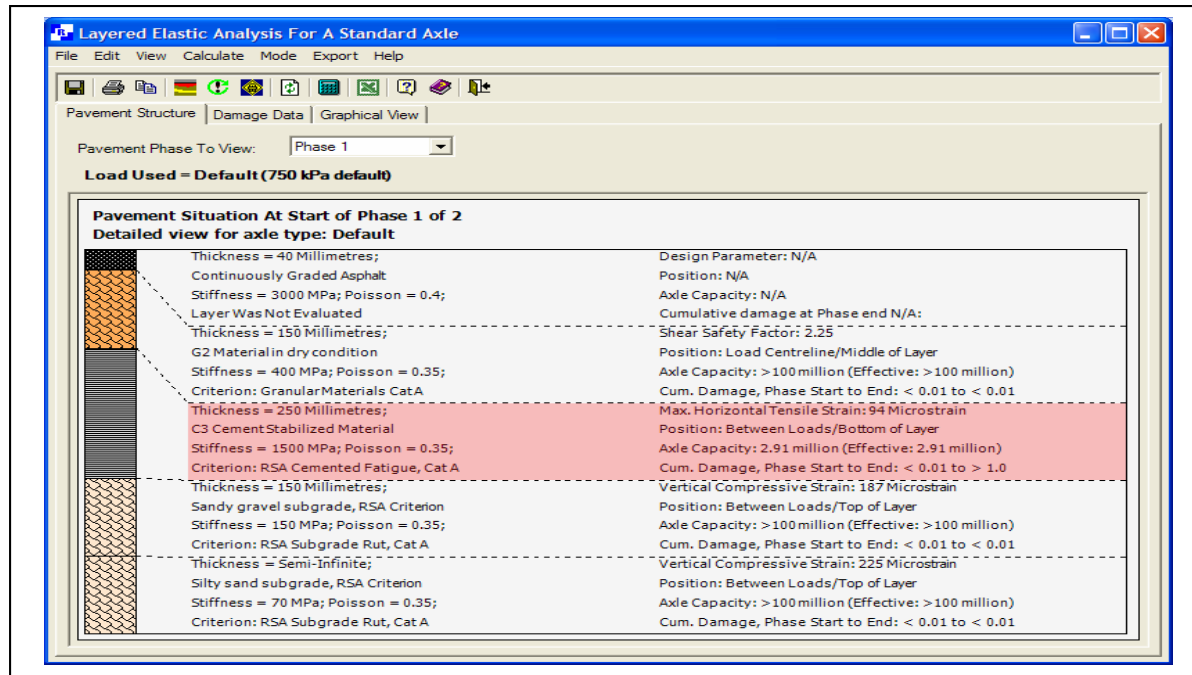 Layered Elastic Analysis For A Standard Axle
File Edit View Calculate Mode Export Help
Pavement Structure Damage Data Graphical View
Pavement Phase To View: Phase 1
Load Used = Default (750 kPa default)
Pavement Situation At Start of Phase 1 of 2
Detailed view for axle type: Default
Thickness = 40 Millimetres; Design Parameter: N/A
Continuously Graded Asphalt Position: N/A
Stiffness = 3000 MPa; Poisson = 0.4; Axle Capacity: N/A
Layer Was Not Evaluated Cumulative damage at Phase end N/A:
Thickness = 150 Millimetres; Shear Safety Factor: 2.25
G2 Material in dry condition Position: Load Centreline/Middle of Layer
Stiffness = 400 MPa; Poisson = 0.35; Axle Capacity: >100 million (Effective: >100 million)
Criterion: Granular Materials Cat A Cum. Damage, Phase Start to End: < 0.01 to < 0.01
Thickness = 250 Millimetres; Max. Horizontal Tensile Strain: 94 Microstrain
C3 Cement Stabilized Material Position: Between Loads/Bottom of Layer
Stiffness = 1500 MPa; Poisson = 0.35; Axle Capacity: 2.91 million (Effective: 2.91 million)
Criterion: RSA Cemented Fatigue, Cat A Cum. Damage, Phase Start to End: < 0.01 to > 1.0
Thickness = 150 Millimetres; Vertical Compressive Strain: 187 Microstrain
Sandy gravel subgrade, RSA Criterion Position: Between Loads/Top of Layer
Stiffness = 150 MPa; Poisson = 0.35; Axle Capacity: >100 million (Effective: >100 million)
Criterion: RSA Subgrade Rut, Cat A Cum. Damage, Phase Start to End: < 0.01 to < 0.01
Thickness = Semi-Infinite; Vertical Compressive Strain: 225 Microstrain
Silty sand subgrade, RSA Criterion Position: Between Loads/Top of Layer
Stiffness = 70 MPa; Poisson = 0.35; Axle Capacity: >100 million (Effective: >100 million)
Criterion: RSA Subgrade Rut, Cat A Cum. Damage, Phase Start to End: < 0.01 to < 0.01